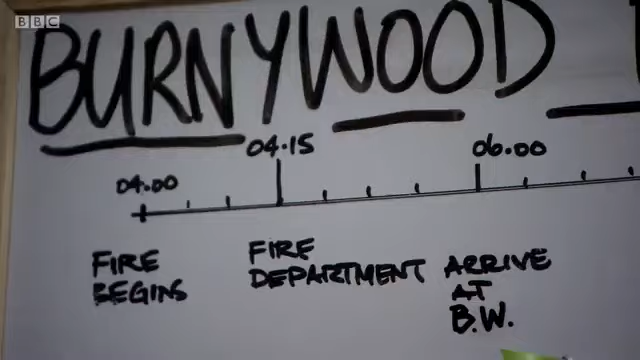 BBC
BURNYWOOD
04.00
04.15
06.00
FIRE
BEGINS
FIRE
DEPARTMENT
ARRIVE
AT
B.W.